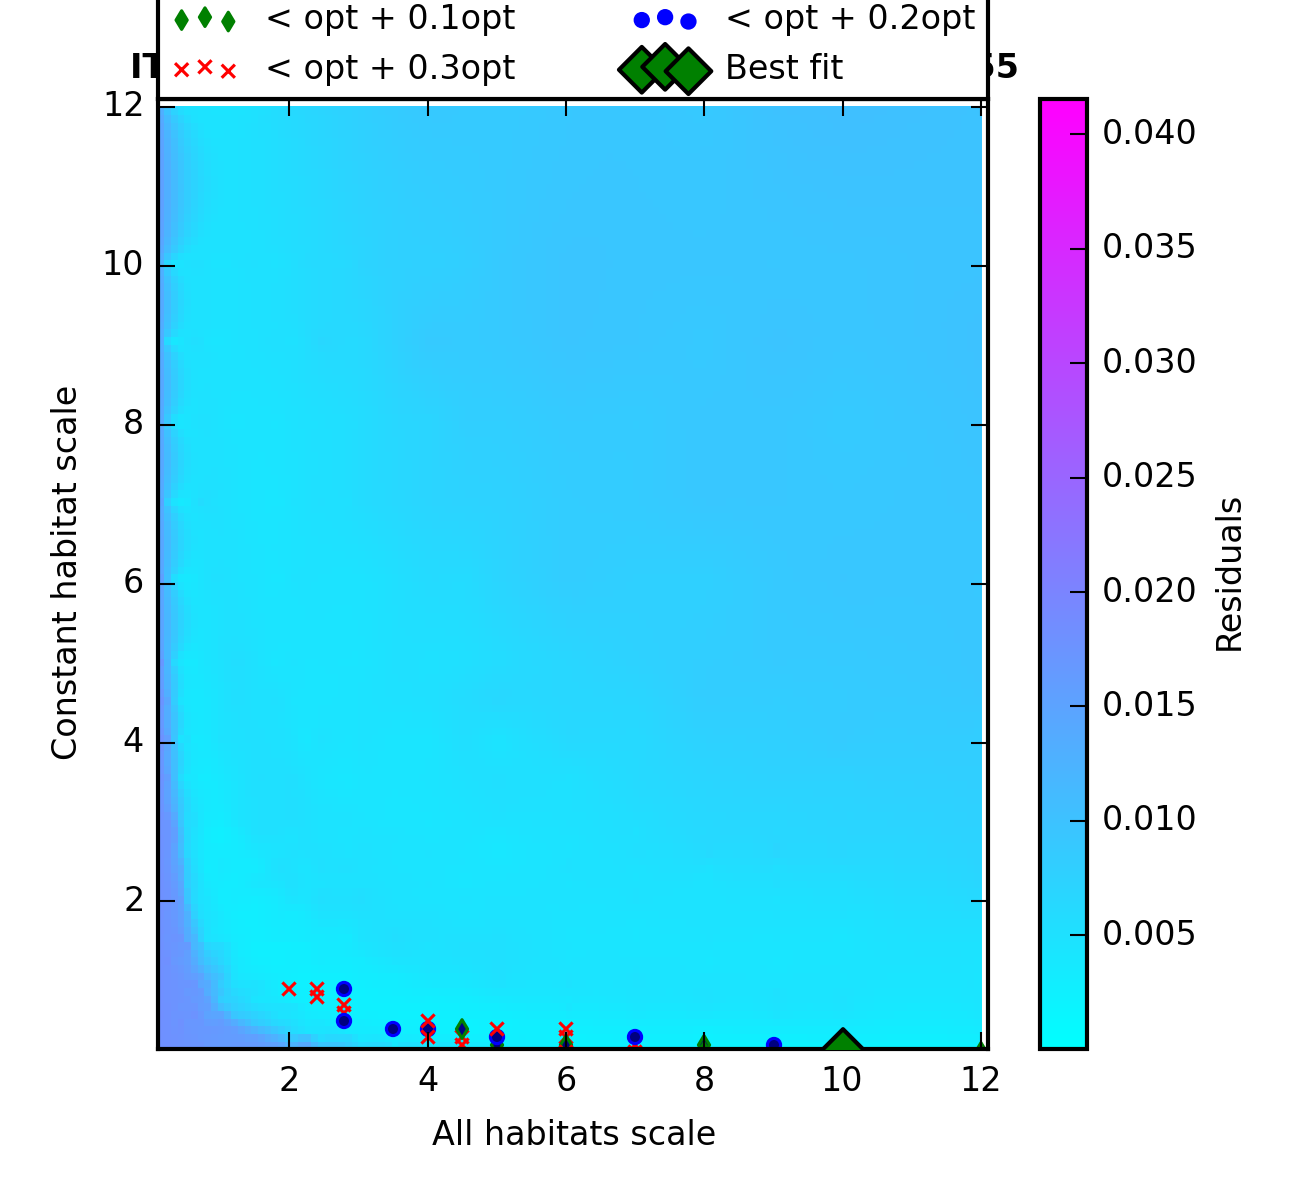 < opt + 0.1opt < opt + 0.2opt
< opt + 0.3opt Best fit
12
10
8
6
4
2
Constant habitat scale
2 4 6 8 10 12
All habitats scale
0.040
0.035
0.030
0.025
0.020
0.015
0.010
0.005
Residuals